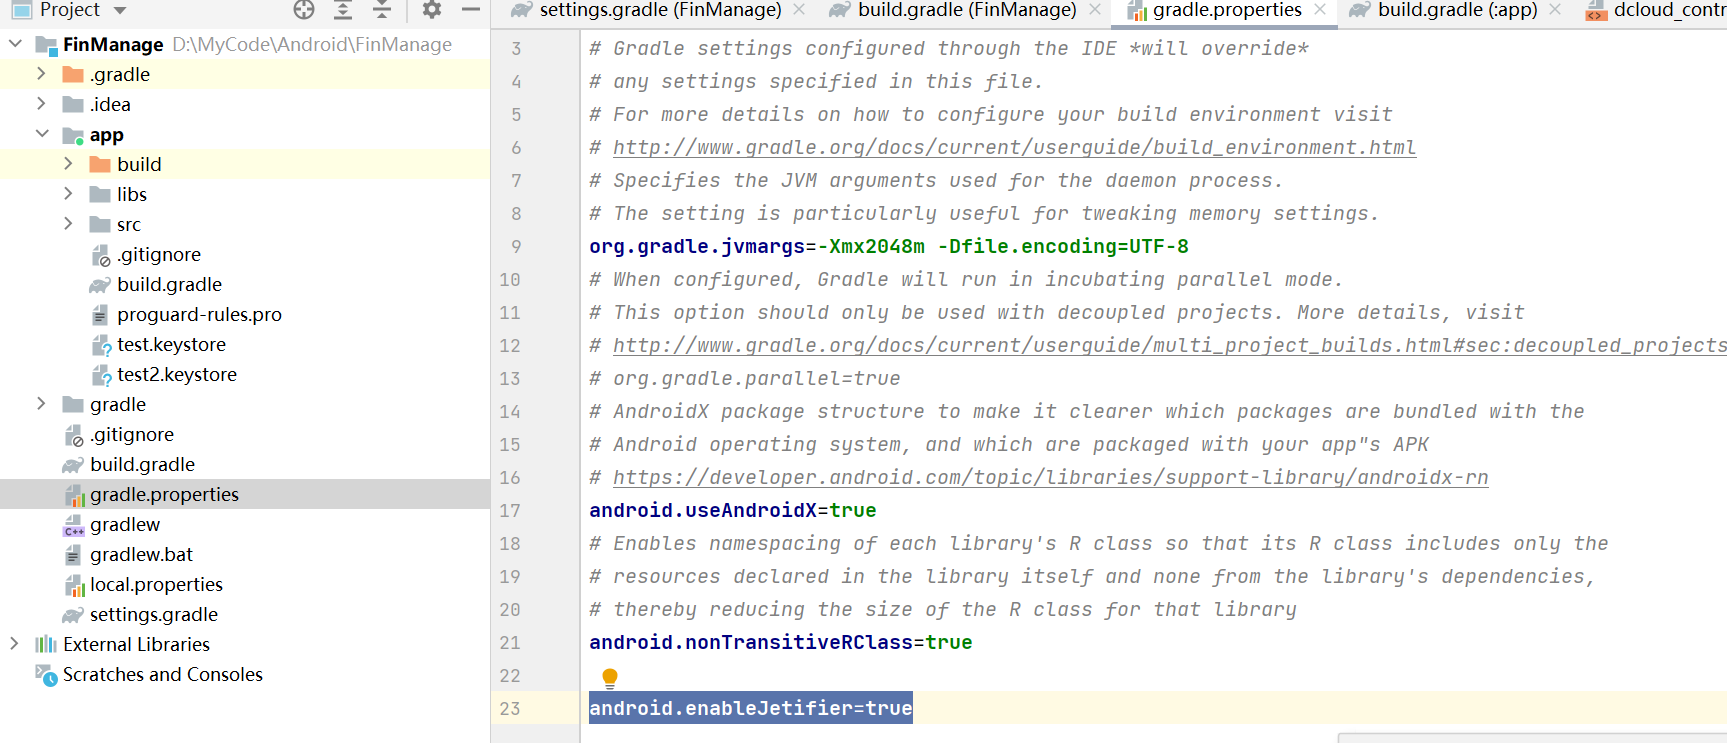 Project
settings.gradle (FinManage)
build.gradle (FinManage)
gradle.properties
build.gradle (:app)
dcloud_contr
FinManage D:\MyCode\Android\FinManage
.gradle
.idea
app
build
libs
src
.gitignore
build.gradle
proguard-rules.pro
test.keystore
test2.keystore
gradle
.gitignore
build.gradle
gradle.properties
gradlew
gradlew.bat
local.properties
settings.gradle
External Libraries
Scratches and Consoles
3 # Gradle settings configured through the IDE *will override*
4 # any settings specified in this file.
5 # For more details on how to configure your build environment visit
6 # http://www.gradle.org/docs/current/userguide/build_environment.html
7 # Specifies the JVM arguments used for the daemon process.
8 # The setting is particularly useful for tweaking memory settings.
9 org.gradle.jvmargs=-Xmx2048m -Dfile.encoding=UTF-8
10 # When configured, Gradle will run in incubating parallel mode.
11 # This option should only be used with decoupled projects. More details, visit
12 # http://www.gradle.org/docs/current/userguide/multi_project_builds.html#sec:decoupled_projects
13 # org.gradle.parallel=true
14 # AndroidX package structure to make it clearer which packages are bundled with the
15 # Android operating system, and which are packaged with your app"s APK
16 # https://developer.android.com/topic/libraries/support-library/androidx-rn
17 android.useAndroidX=true
18 # Enables namespacing of each library's R class so that its R class includes only the
19 # resources declared in the library itself and none from the library's dependencies,
20 # thereby reducing the size of the R class for that library
21 android.nonTransitiveRClass=true
22
23 android.enableJetifier=true